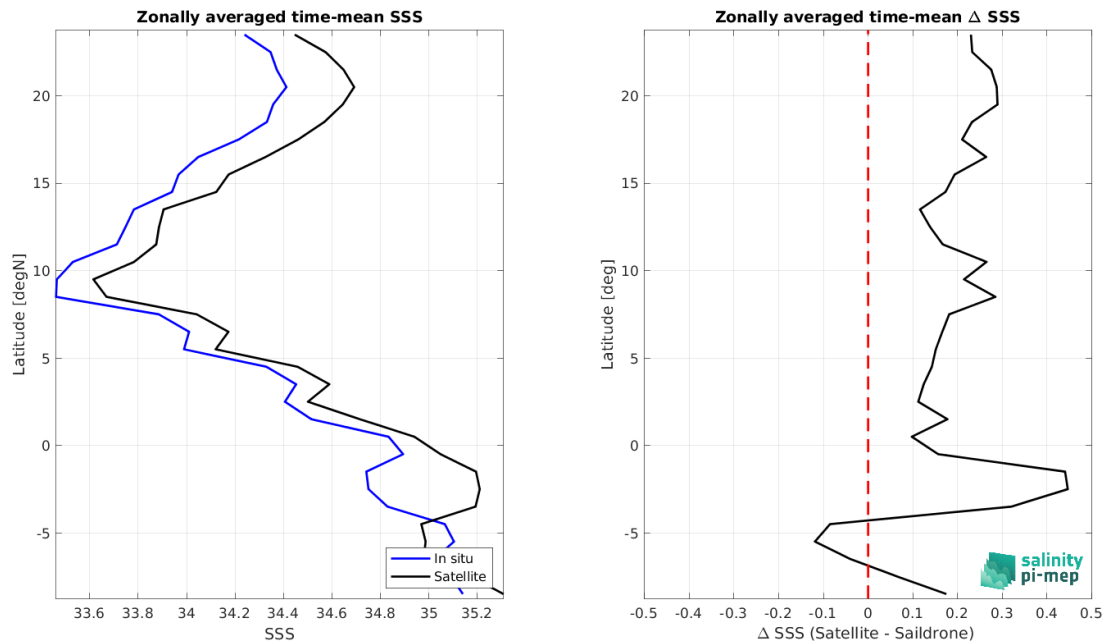 Zonally averaged time-mean SSS
20
15
10
5
0
-5
Latitude [degN]
33.6 33.8 34 34.2 34.4 34.6 34.8 35 35.2
SSS
In situ
Satellite
Zonally averaged time-mean Δ SSS
20
15
10
5
0
-5
Latitude [deg]
-0.5 -0.4 -0.3 -0.2 -0.1 0 0.1 0.2 0.3 0.4 0.5
Δ SSS (Satellite - Saildrone)
salinity
pi-mep